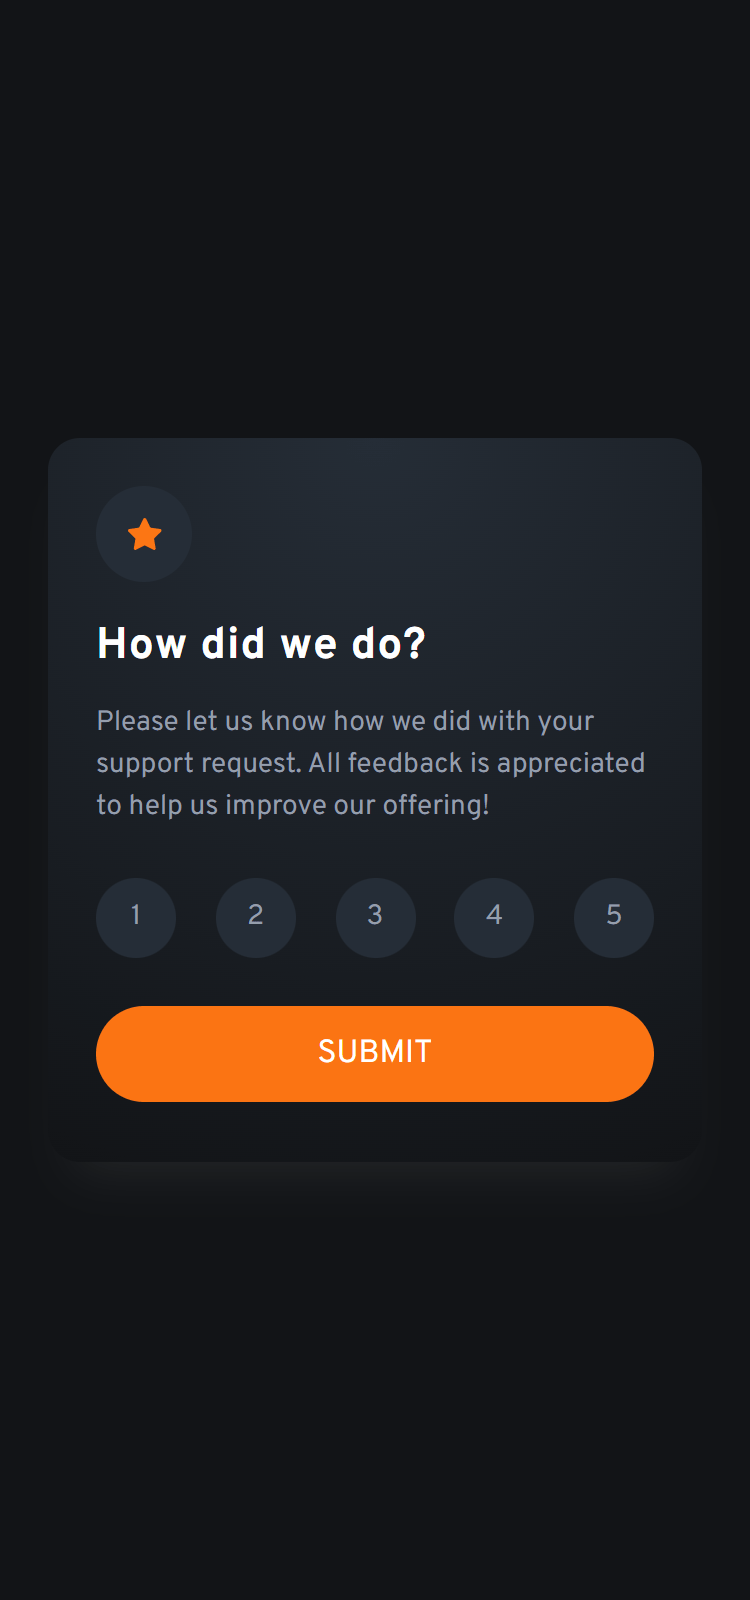 How did we do?
Please let us know how we did with your
support request. All feedback is appreciated
to help us improve our offering!
1 2 3 4 5
SUBMIT